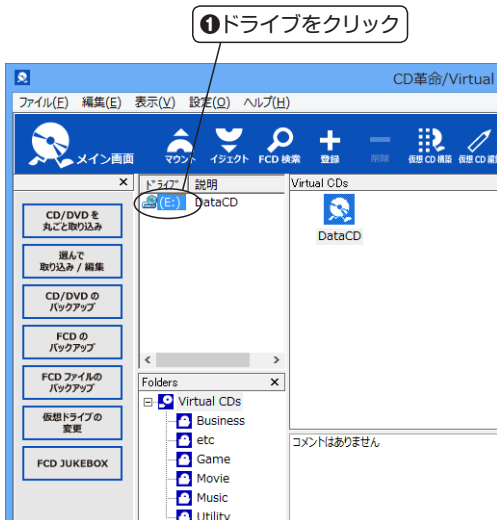 ❶ドライブをクリック
CD革命/Virtual
ファイル(F) 編集(E) 表示(V) 設定(O) ヘルプ(H)
メイン画面 マウント イジェクト FCD 検索 登録 削除 仮想 CD 構築 仮想 CD 編集
× ドライブ 説明 Virtual CDs
(E:) DataCD
DataCD
CD/DVD を
丸ごと取り込み
選んで
取り込み / 編集
CD/DVD の
バックアップ
FCD の
バックアップ
FCD ファイルの
バックアップ
仮想ドライブの
変更
FCD JUKEBOX
Folders ×
Virtual CDs
Business
etc
Game
Movie
Music
Utility
コメントはありません